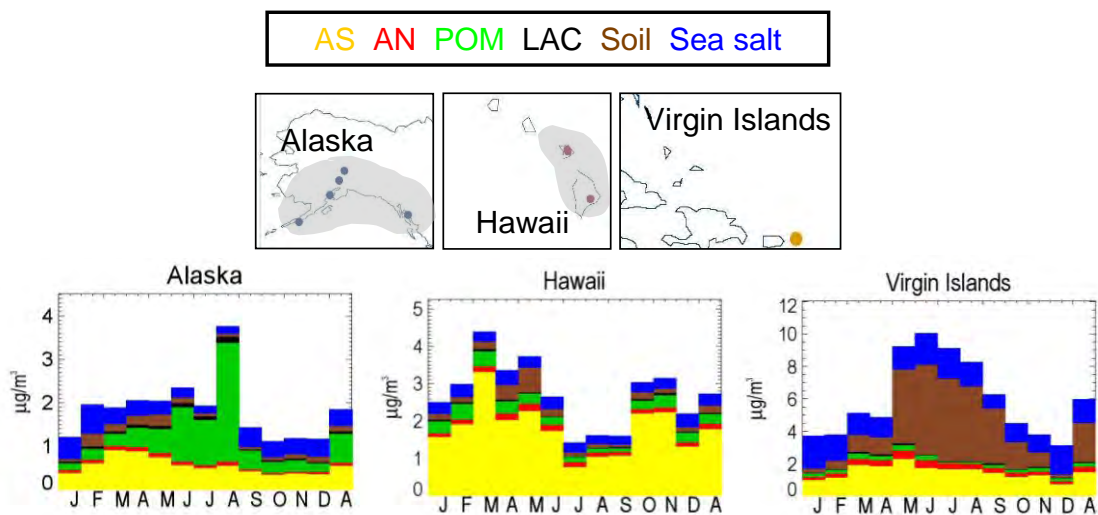 AS AN POM LAC Soil Sea salt
Alaska
Hawaii
Virgin Islands
Alaska
µg/m³
4
3
2
1
0
J F M A M J J A S O N D A
Hawaii
µg/m³
5
4
3
2
1
0
J F M A M J J A S O N D A
Virgin Islands
µg/m³
12
10
8
6
4
2
0
J F M A M J J A S O N D A